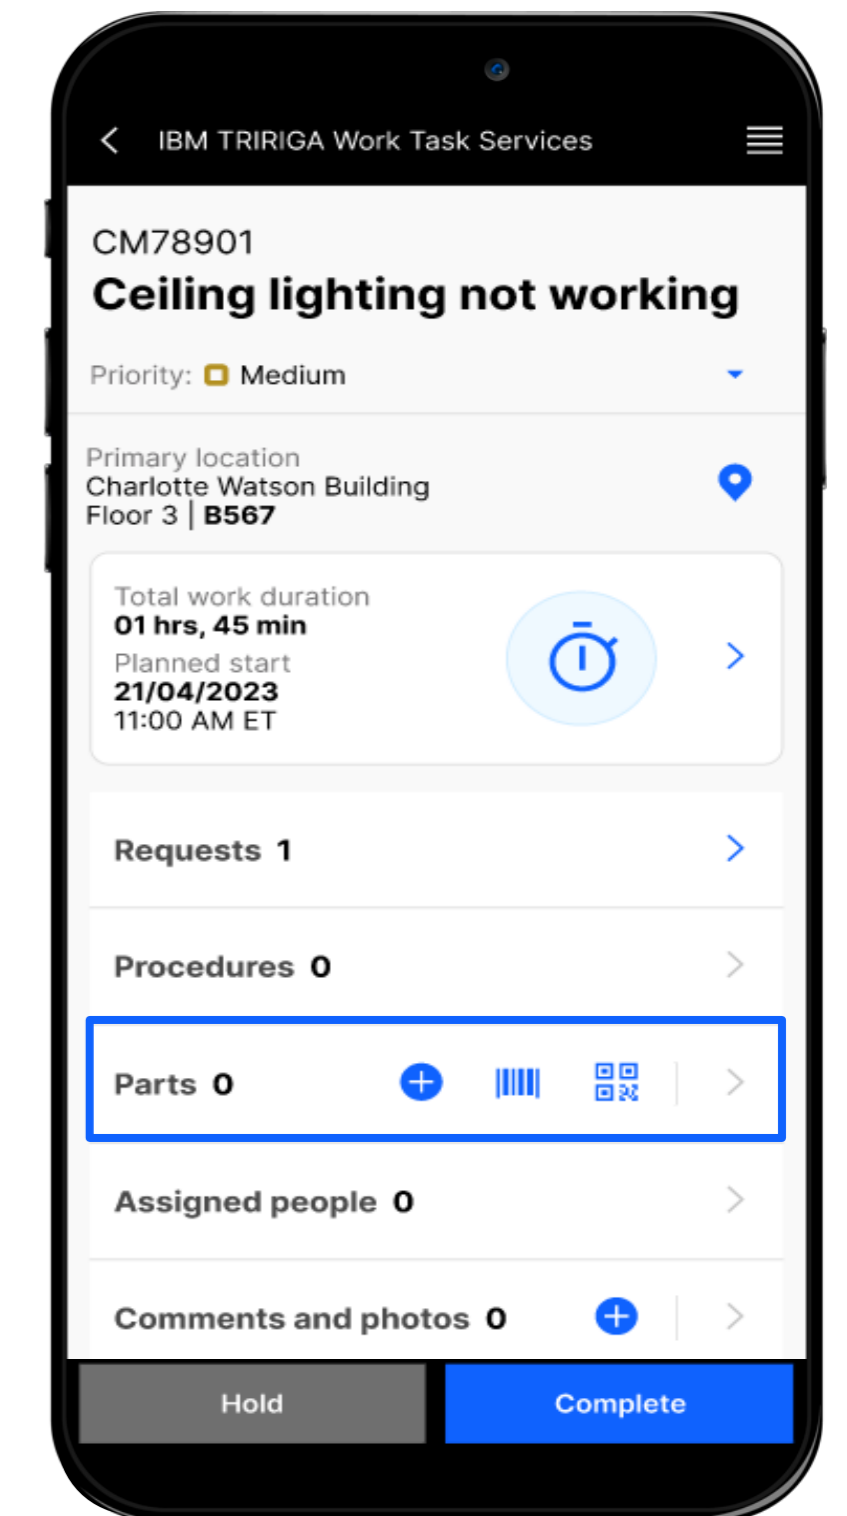 IBM TRIRIGA Work Task Services
CM78901
Ceiling lighting not working
Priority: Medium
Primary location
Charlotte Watson Building
Floor 3 | B567
Total work duration
01 hrs, 45 min
Planned start
21/04/2023
11:00 AM ET
Requests 1
Procedures 0
Parts 0
Assigned people 0
Comments and photos 0
Hold
Complete